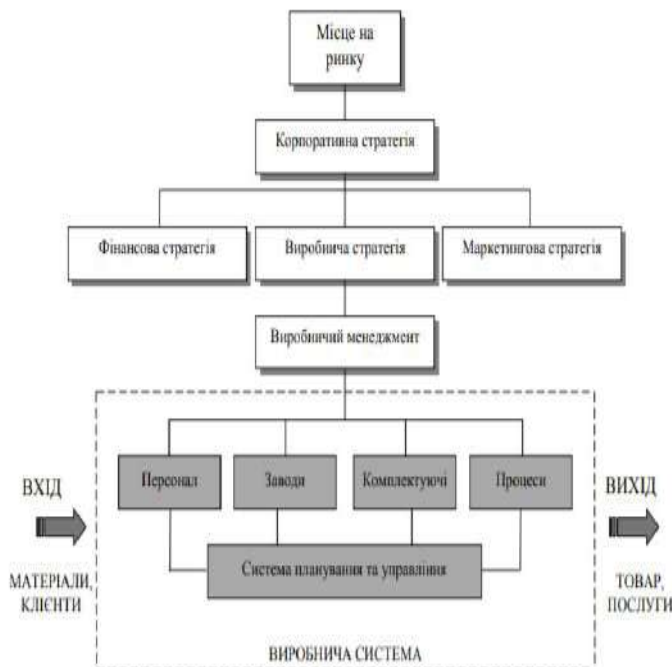 Місце на
ринку
Корпоративна стратегія
Фінансова стратегія
Виробнича стратегія
Маркетингова стратегія
Виробничий менеджмент
Персонал
Заводи
Комплектуючі
Процеси
ВХІД
ВИХІД
Система планування та управління
МАТЕРІАЛИ,
КЛІЄНТИ
ТОВАР,
ПОСЛУГИ
ВИРОБНИЧА СИСТЕМА